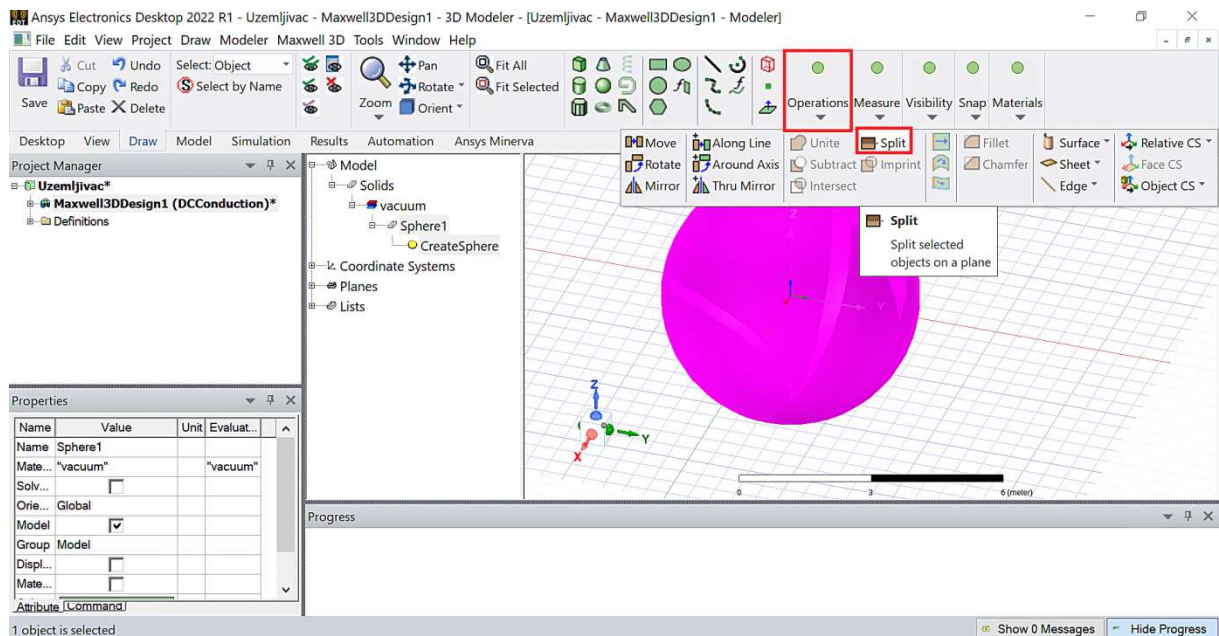 Ansys Electronics Desktop 2022 R1 - Uzemljivac - Maxwell3DDesign1 - 3D Modeler - [Uzemljivac - Maxwell3DDesign1 - Modeler]
File Edit View Project Draw Modeler Maxwell 3D Tools Window Help
Save
Cut
Copy
Paste
Undo
Redo
Delete
Select: Object
Select by Name
Zoom
Pan
Rotate
Orient
Fit All
Fit Selected
Operations
Measure
Visibility
Snap
Materials
Desktop View Draw Model Simulation Results Automation Ansys Minerva
Move
Rotate
Mirror
Along Line
Around Axis
Thru Mirror
Unite
Subtract
Intersect
Split
Imprint
Fillet
Chamfer
Surface
Sheet
Edge
Relative CS
Face CS
Object CS
Split
Split selected
objects on a plane
Project Manager
Uzemljivac*
Maxwell3DDesign1 (DCConduction)*
Definitions
Model
Solids
vacuum
Sphere1
CreateSphere
Coordinate Systems
Planes
Lists
Z
Y
Z
Y
X
0 3 6 (meter)
Properties
Name Value Unit Evaluat...
Name Sphere1
Mate... "vacuum" "vacuum"
Solv...
Orie... Global
Model
Group Model
Displ...
Mate...
Attribute Command
Progress
1 object is selected
Show 0 Messages
Hide Progress